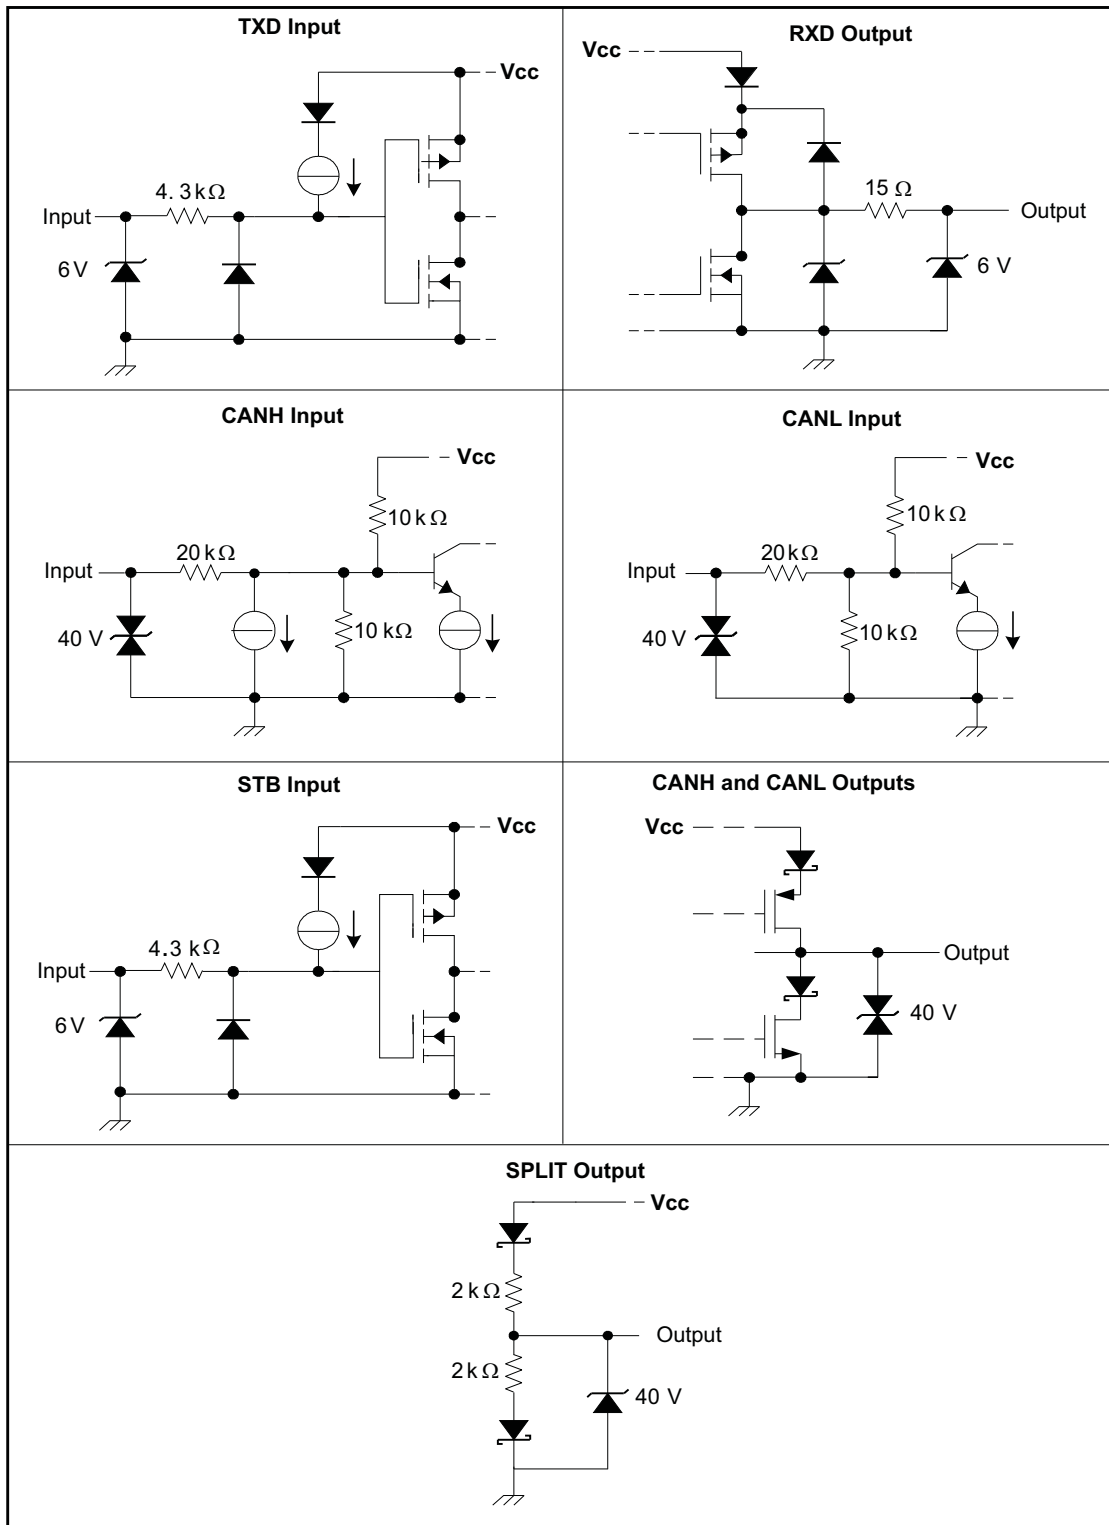 TXD Input
Vcc
4.3 kΩ
Input
6 V
RXD Output
Vcc
15 Ω
Output
6 V
CANH Input
Vcc
10 kΩ
20 kΩ
Input
40 V
10 kΩ
CANL Input
Vcc
10 kΩ
20 kΩ
Input
40 V
10 kΩ
STB Input
Vcc
4.3 kΩ
Input
6 V
CANH and CANL Outputs
Vcc
Output
40 V
SPLIT Output
Vcc
2 kΩ
Output
2 kΩ
40 V